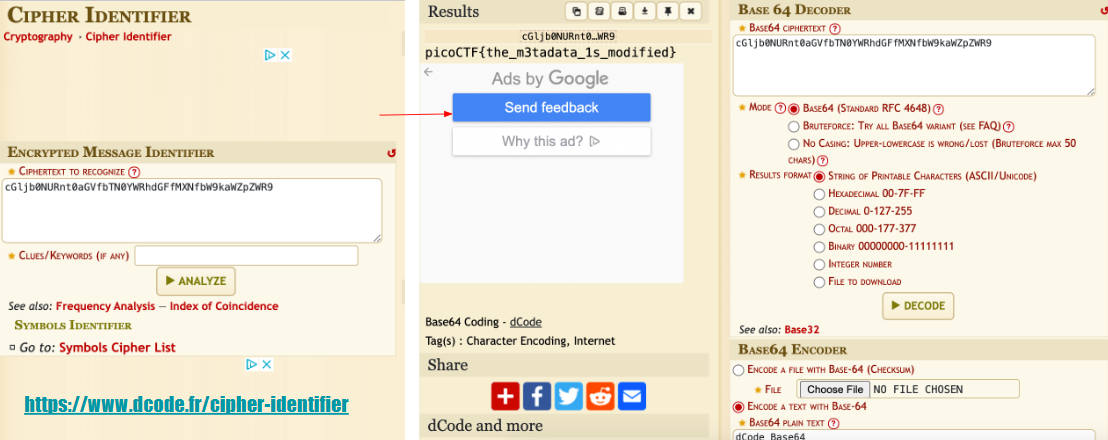 CIPHER IDENTIFIER
Cryptography › Cipher Identifier
ENCRYPTED MESSAGE IDENTIFIER
★ CIPHERTEXT TO RECOGNIZE ?
cGljb0NURnt0aGVfbTN0YWRhdGFfMXNfbW9kaWZpZWR9
★ CLUES/KEYWORDS (IF ANY)
▶ ANALYZE
See also: Frequency Analysis — Index of Coincidence
SYMBOLS IDENTIFIER
Go to: Symbols Cipher List
https://www.dcode.fr/cipher-identifier
Results
cGljb0NURnt0…WR9
picoCTF{the_m3tadata_1s_modified}
Ads by Google
Send feedback
Why this ad?
Base64 Coding - dCode
Tag(s) : Character Encoding, Internet
Share
dCode and more
BASE 64 DECODER
★ BASE64 CIPHERTEXT ?
cGljb0NURnt0aGVfbTN0YWRhdGFfMXNfbW9kaWZpZWR9
★ MODE ? BASE64 (STANDARD RFC 4648) ?
BRUTEFORCE: TRY ALL BASE64 VARIANT (SEE FAQ) ?
NO CASING: UPPER-LOWERCASE IS WRONG/LOST (BRUTEFORCE MAX 50
CHARS) ?
★ RESULTS FORMAT STRING OF PRINTABLE CHARACTERS (ASCII/UNICODE)
HEXADECIMAL 00-7F-FF
DECIMAL 0-127-255
OCTAL 000-177-377
BINARY 00000000-11111111
INTEGER NUMBER
FILE TO DOWNLOAD
▶ DECODE
See also: Base32
BASE64 ENCODER
ENCODE A FILE WITH BASE-64 (CHECKSUM)
★ FILE Choose File NO FILE CHOSEN
ENCODE A TEXT WITH BASE-64
★ BASE64 PLAIN TEXT ?
dCode Base64